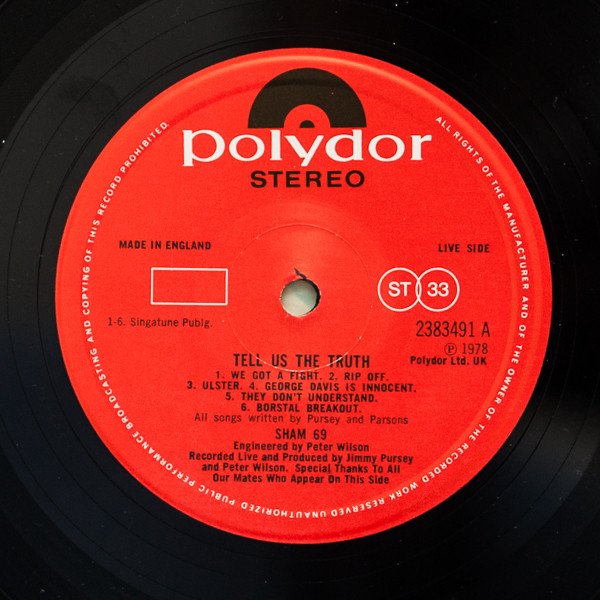 polydor
STEREO
MADE IN ENGLAND
LIVE SIDE
ST 33
1-6. Singatune Publg.
2383491 A
℗ 1978
Polydor Ltd. UK
TELL US THE TRUTH
1. WE GOT A FIGHT. 2. RIP OFF.
3. ULSTER. 4. GEORGE DAVIS IS INNOCENT.
5. THEY DON'T UNDERSTAND.
6. BORSTAL BREAKOUT.
All songs written by Pursey and Parsons
SHAM 69
Engineered by Peter Wilson
Recorded Live and Produced by Jimmy Pursey
and Peter Wilson. Special Thanks To All
Our Mates Who Appear On This Side
ALL RIGHTS OF THE MANUFACTURER AND OF THE OWNER OF THE RECORDED WORK RESERVED UNAUTHORIZED PUBLIC PERFORMANCE BROADCASTING AND COPYING OF THIS RECORD PROHIBITED.